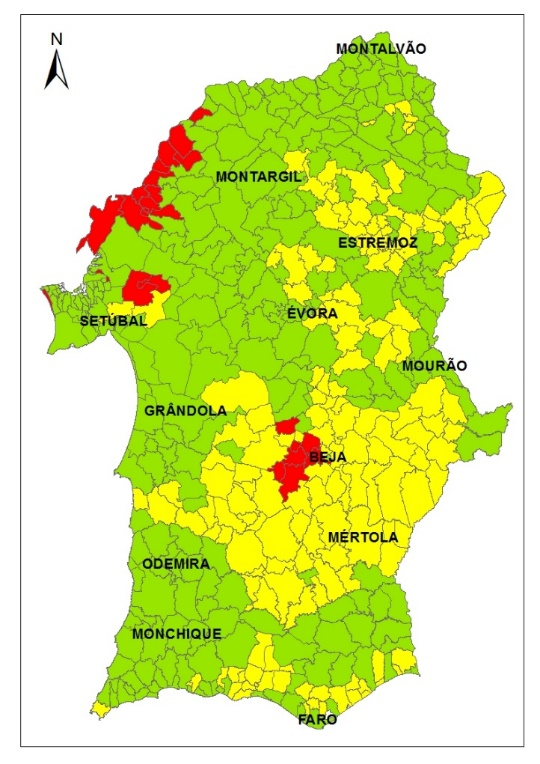 N
MONTALVÃO
MONTARGIL
ESTREMOZ
ÉVORA
SETÚBAL
MOURÃO
GRÂNDOLA
BEJA
MÉRTOLA
ODEMIRA
MONCHIQUE
FARO